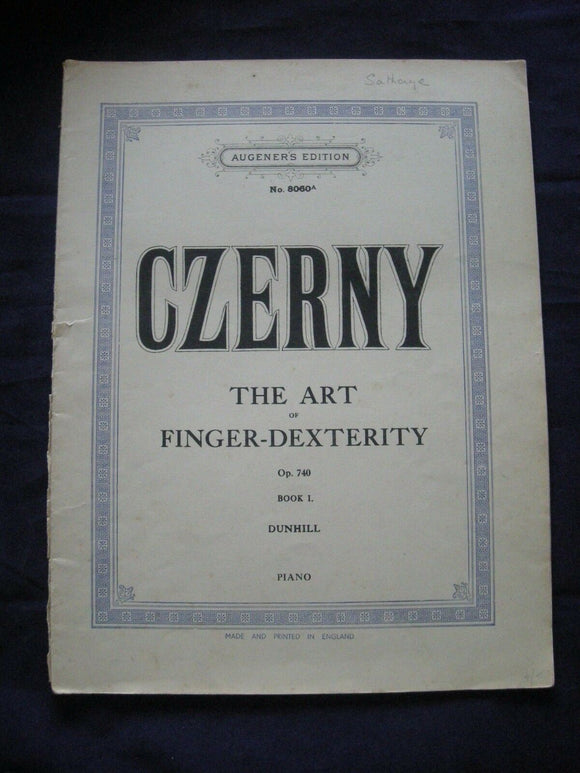 Sathaye
AUGENER'S EDITION
No. 8060A
CZERNY
THE ART
OF
FINGER-DEXTERITY
Op. 740
BOOK I.
DUNHILL
PIANO
MADE AND PRINTED IN ENGLAND